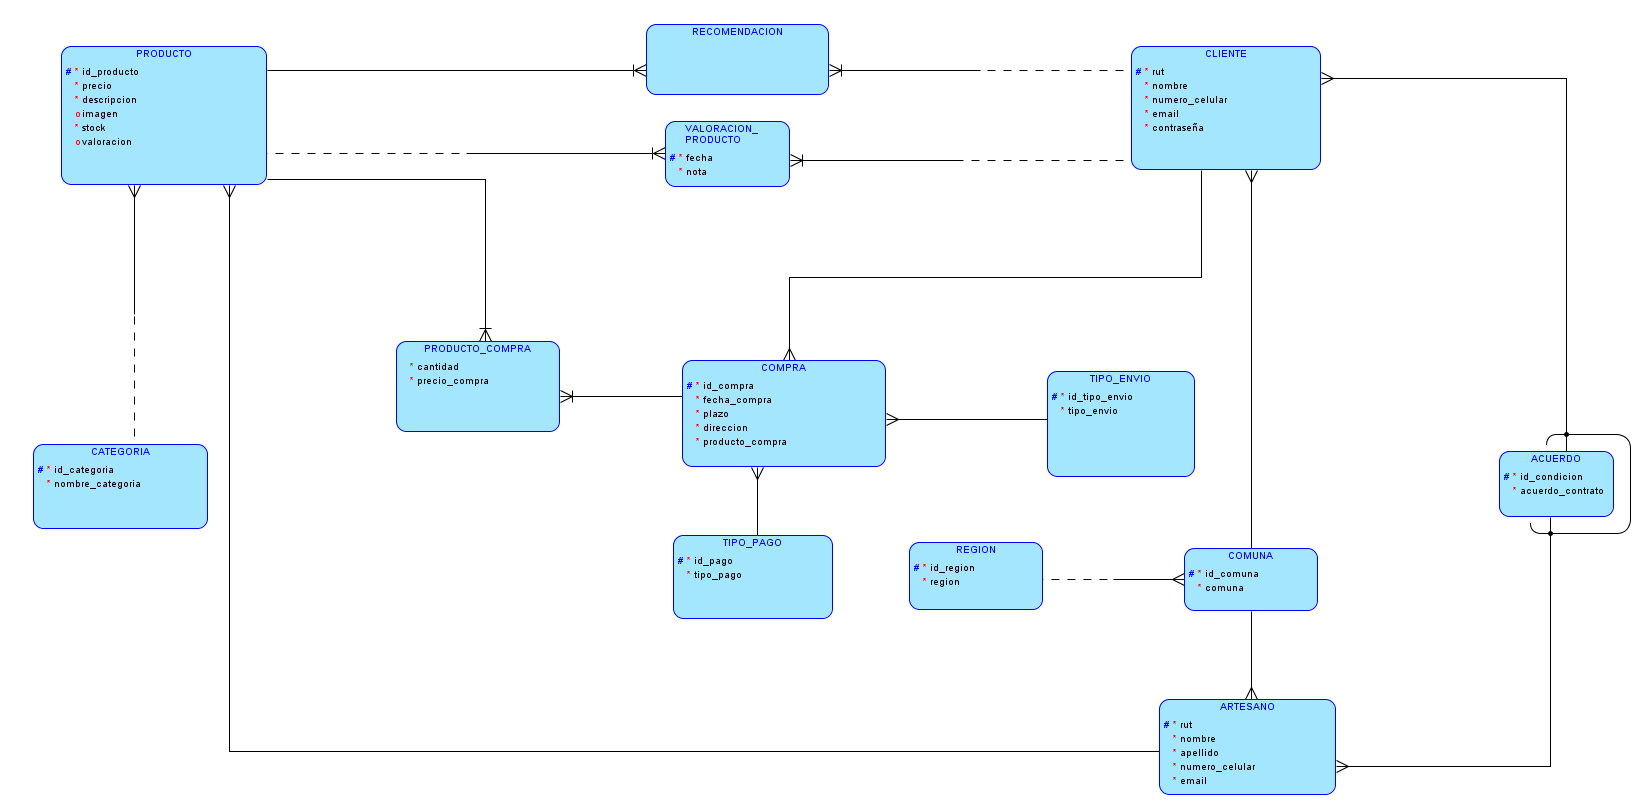 RECOMENDACION
PRODUCTO
# * id_producto
* precio
* descripcion
o imagen
* stock
o valoracion
CLIENTE
# * rut
* nombre
* numero_celular
* email
* contraseña
VALORACION_
PRODUCTO
# * fecha
* nota
PRODUCTO_COMPRA
* cantidad
* precio_compra
COMPRA
# * id_compra
* fecha_compra
* plazo
* direccion
* producto_compra
TIPO_ENVIO
# * id_tipo_envio
* tipo_envio
CATEGORIA
# * id_categoria
* nombre_categoria
ACUERDO
# * id_condicion
* acuerdo_contrato
TIPO_PAGO
# * id_pago
* tipo_pago
REGION
# * id_region
* region
COMUNA
# * id_comuna
* comuna
ARTESANO
# * rut
* nombre
* apellido
* numero_celular
* email